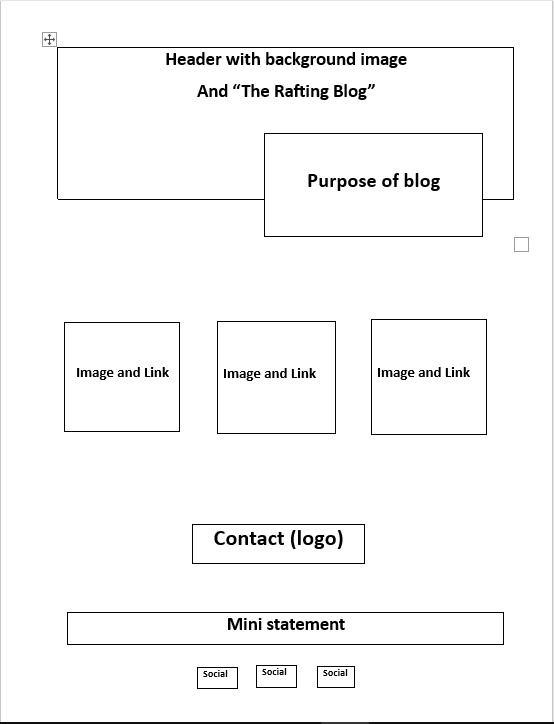 Header with background image
And “The Rafting Blog”
Purpose of blog
Image and Link
Image and Link
Image and Link
Contact (logo)
Mini statement
Social
Social
Social